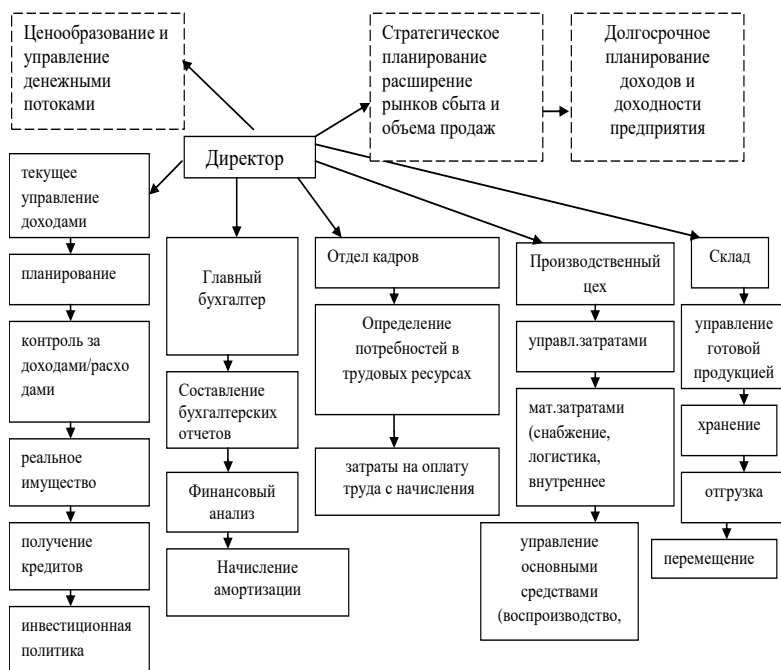 Ценообразование и
управление
денежными
потоками
Стратегическое
планирование
расширение
рынков сбыта и
объема продаж
Долгосрочное
планирование
доходов и
доходности
предприятия
Директор
текущее
управление
доходами
планирование
контроль за
доходами/расхо
дами
реальное
имущество
получение
кредитов
инвестиционная
политика
Главный
бухгалтер
Составление
бухгалтерских
отчетов
Финансовый
анализ
Начисление
амортизации
Отдел кадров
Определение
потребностей в
трудовых ресурсах
затраты на оплату
труда с начисления
Производственный
цех
управл.затратами
мат.затратами
(снабжение,
логистика,
внутреннее
управление
основными
средствами
(воспроизводство,
Склад
управление
готовой
продукцией
хранение
отгрузка
перемещение